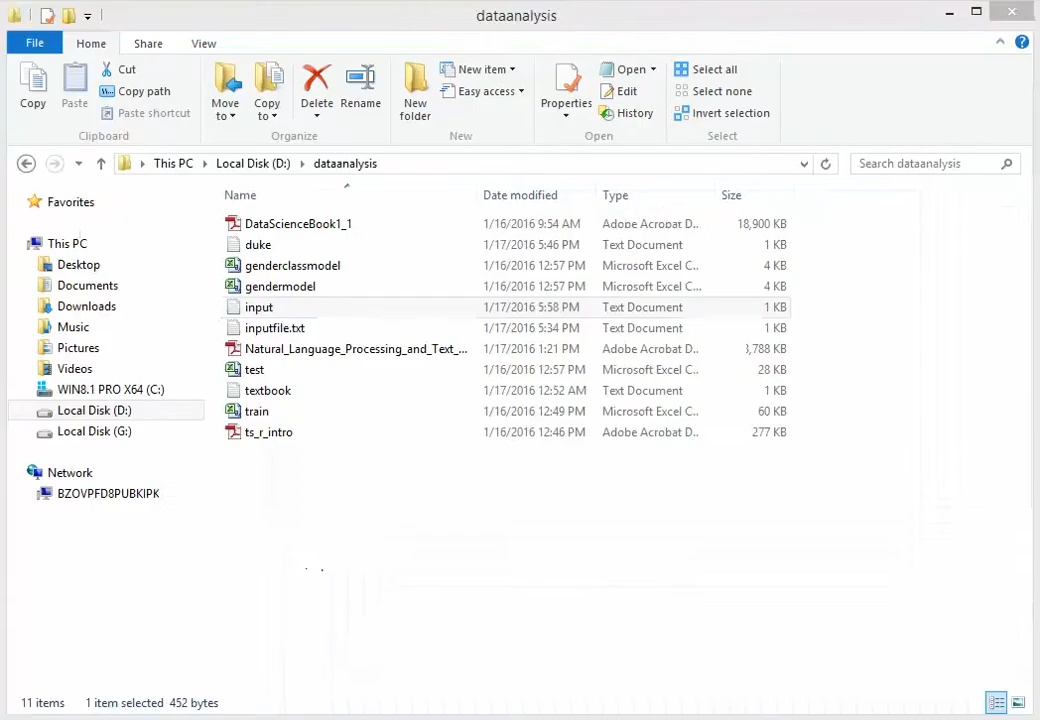 dataanalysis
File Home Share View
Copy Paste Cut Copy path Paste shortcut Move to Copy to Delete Rename New folder New item Easy access Properties Open Edit History Select all Select none Invert selection
Clipboard Organize New Open Select
This PC Local Disk (D:) dataanalysis Search dataanalysis
Favorites
This PC
Desktop
Documents
Downloads
Music
Pictures
Videos
WIN8.1 PRO X64 (C:)
Local Disk (D:)
Local Disk (G:)
Network
BZOVPFD8PUBKIPK
Name Date modified Type Size
DataScienceBook1_1 1/16/2016 9:54 AM Adobe Acrobat D.. 18,900 KB
duke 1/17/2016 5:46 PM Text Document 1 KB
genderclassmodel 1/16/2016 12:57 PM Microsoft Excel C.. 4 KB
gendermodel 1/16/2016 12:57 PM Microsoft Excel C.. 4 KB
input 1/17/2016 5:58 PM Text Document 1 KB
inputfile.txt 1/17/2016 5:34 PM Text Document 1 KB
Natural_Language_Processing_and_Text_... 1/17/2016 1:21 PM Adobe Acrobat D.. 3,788 KB
test 1/16/2016 12:57 PM Microsoft Excel C.. 28 KB
textbook 1/17/2016 12:52 AM Text Document 1 KB
train 1/16/2016 12:49 PM Microsoft Excel C.. 60 KB
ts_r_intro 1/16/2016 12:46 PM Adobe Acrobat D.. 277 KB
11 items 1 item selected 452 bytes